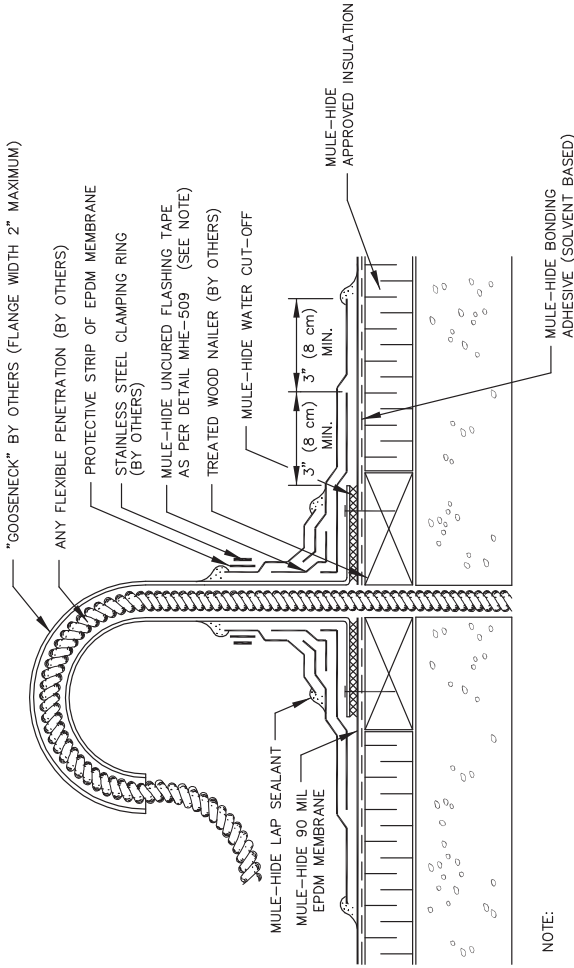 "GOOSENECK" BY OTHERS (FLANGE WIDTH 2" MAXIMUM)
ANY FLEXIBLE PENETRATION (BY OTHERS)
PROTECTIVE STRIP OF EPDM MEMBRANE
STAINLESS STEEL CLAMPING RING
(BY OTHERS)
MULE-HIDE UNCURED FLASHING TAPE
AS PER DETAIL MHE-509 (SEE NOTE)
TREATED WOOD NAILER (BY OTHERS)
MULE-HIDE WATER CUT-OFF
3" (8 cm)
MIN.
3" (8 cm)
MIN.
MULE-HIDE
APPROVED INSULATION
MULE-HIDE LAP SEALANT
MULE-HIDE 90 MIL
EPDM MEMBRANE
MULE-HIDE BONDING
ADHESIVE (SOLVENT BASED)
NOTE: